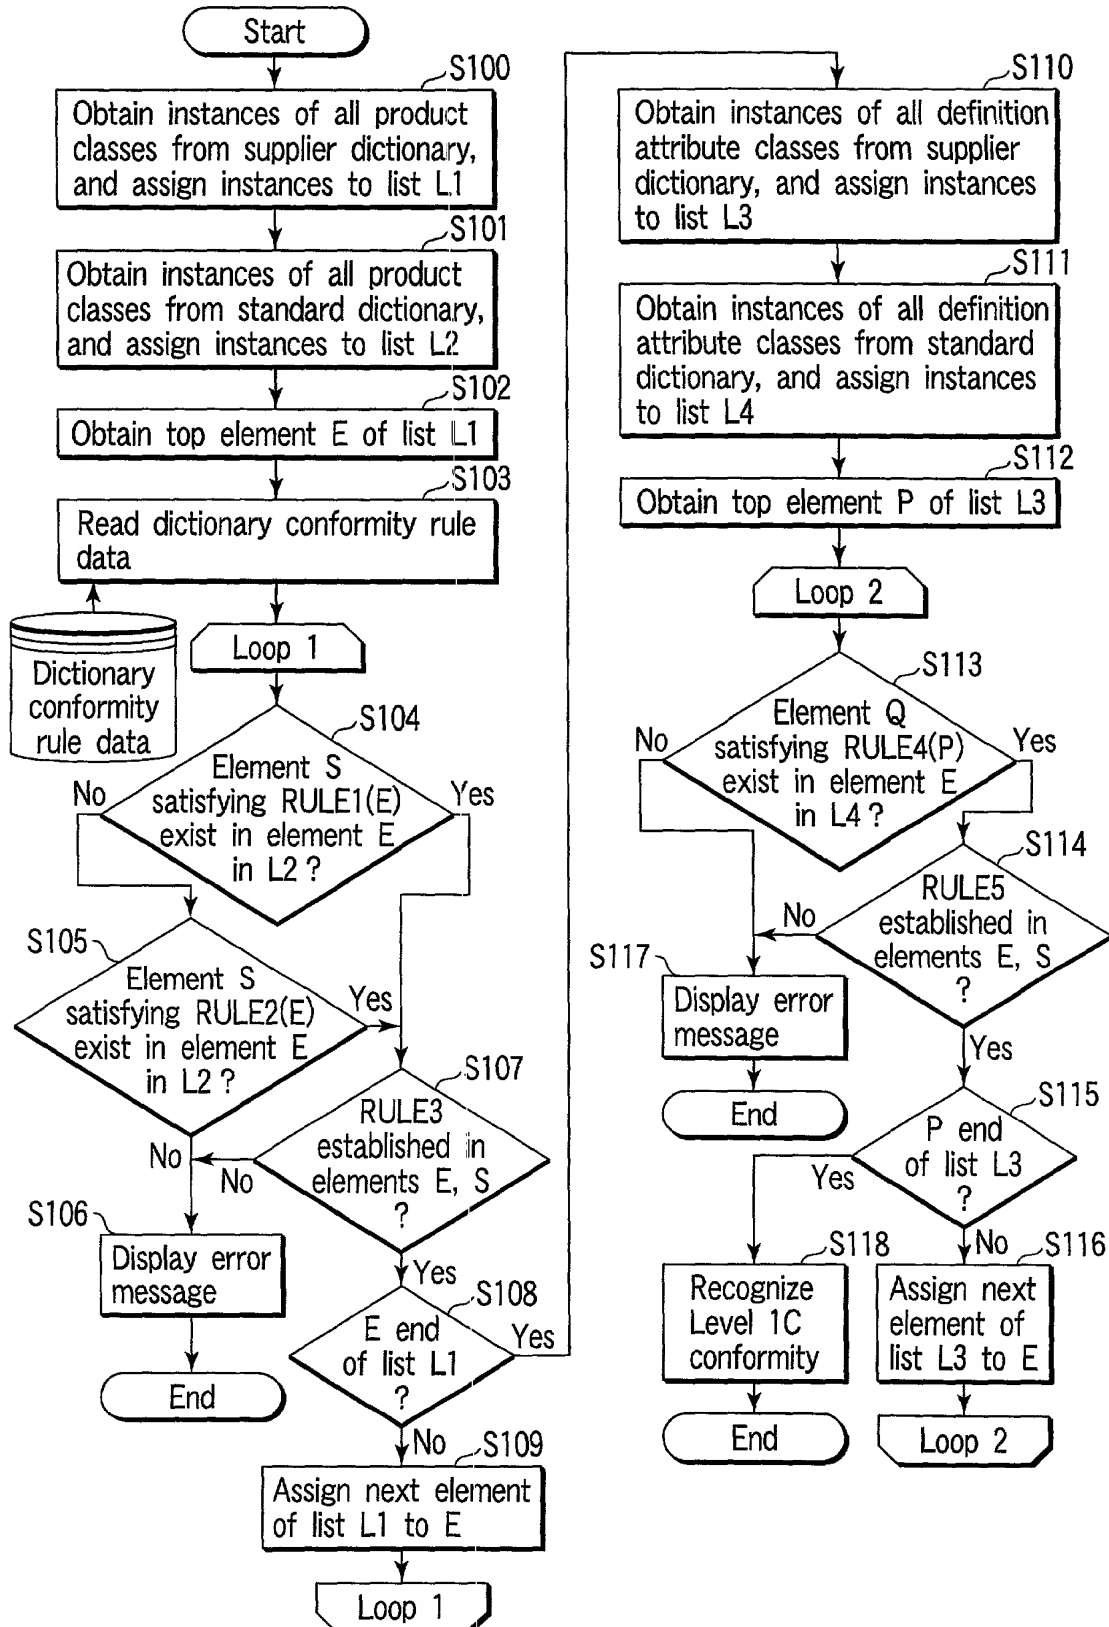 Start
S100
Obtain instances of all product
classes from supplier dictionary,
and assign instances to list L1
S101
Obtain instances of all product
classes from standard dictionary,
and assign instances to list L2
S102
Obtain top element E of list L1
S103
Read dictionary conformity rule
data
Dictionary
conformity
rule data
Loop 1
S104
Element S
satisfying RULE1(E)
exist in element E
in L2 ?
No
Yes
S105
Element S
satisfying RULE2(E)
exist in element E
in L2 ?
Yes
No
S107
RULE3
established in
elements E, S
?
No
Yes
S106
Display error
message
End
S108
E end
of list L1
?
Yes
No
S109
Assign next element
of list L1 to E
Loop 1
S110
Obtain instances of all definition
attribute classes from supplier
dictionary, and assign instances
to list L3
S111
Obtain instances of all definition
attribute classes from standard
dictionary, and assign instances
to list L4
S112
Obtain top element P of list L3
Loop 2
S113
Element Q
satisfying RULE4(P)
exist in element E
in L4 ?
No
Yes
S114
RULE5
established in
elements E, S
?
No
Yes
S117
Display error
message
End
S115
P end
of list L3
?
Yes
No
S118
Recognize
Level 1C
conformity
End
S116
Assign next
element of
list L3 to E
Loop 2